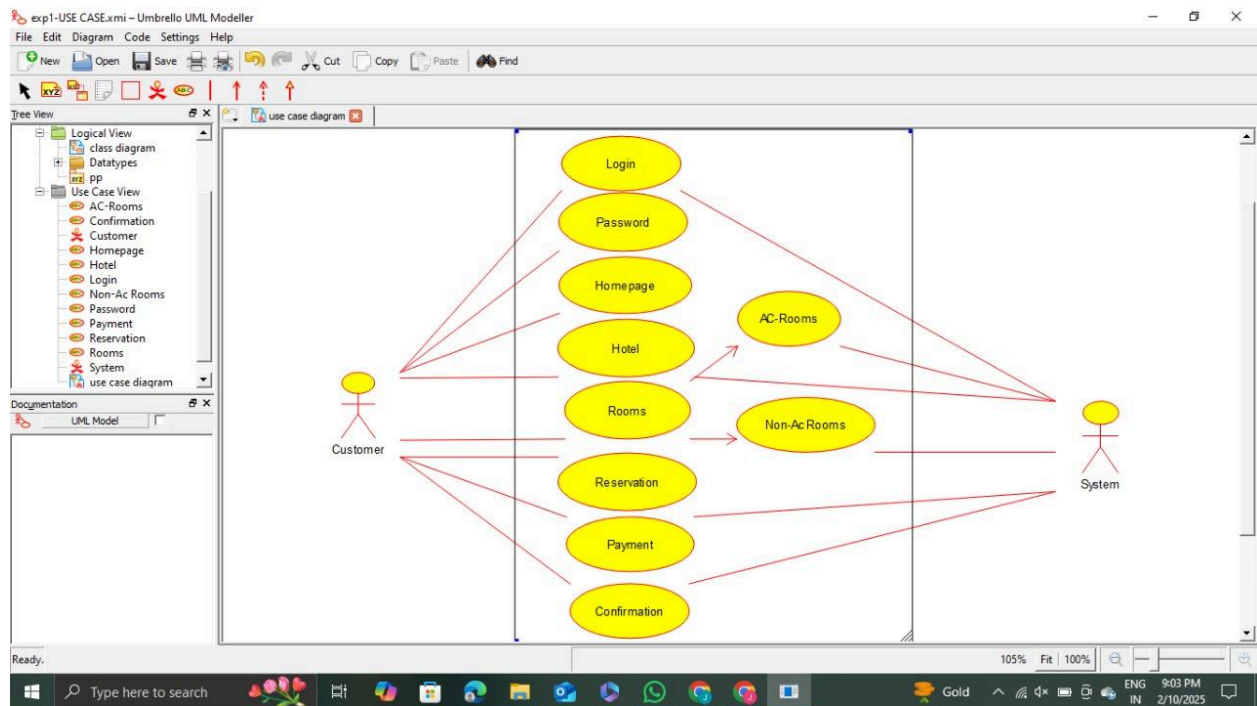 exp1-USE CASE.xmi – Umbrello UML Modeller
File Edit Diagram Code Settings Help
New Open Save Cut Copy Paste Find
XYZ ABC
Tree View
use case diagram
Logical View
class diagram
Datatypes
pp
Use Case View
AC-Rooms
Confirmation
Customer
Homepage
Hotel
Login
Non-Ac Rooms
Password
Payment
Reservation
Rooms
System
use case diagram
Documentation
UML Model
Login
Password
Homepage
AC-Rooms
Hotel
Rooms
Non-Ac Rooms
Customer
Reservation
System
Payment
Confirmation
Ready.
105% Fit 100%
Type here to search
Gold
ENG
IN
9:03 PM
2/10/2025